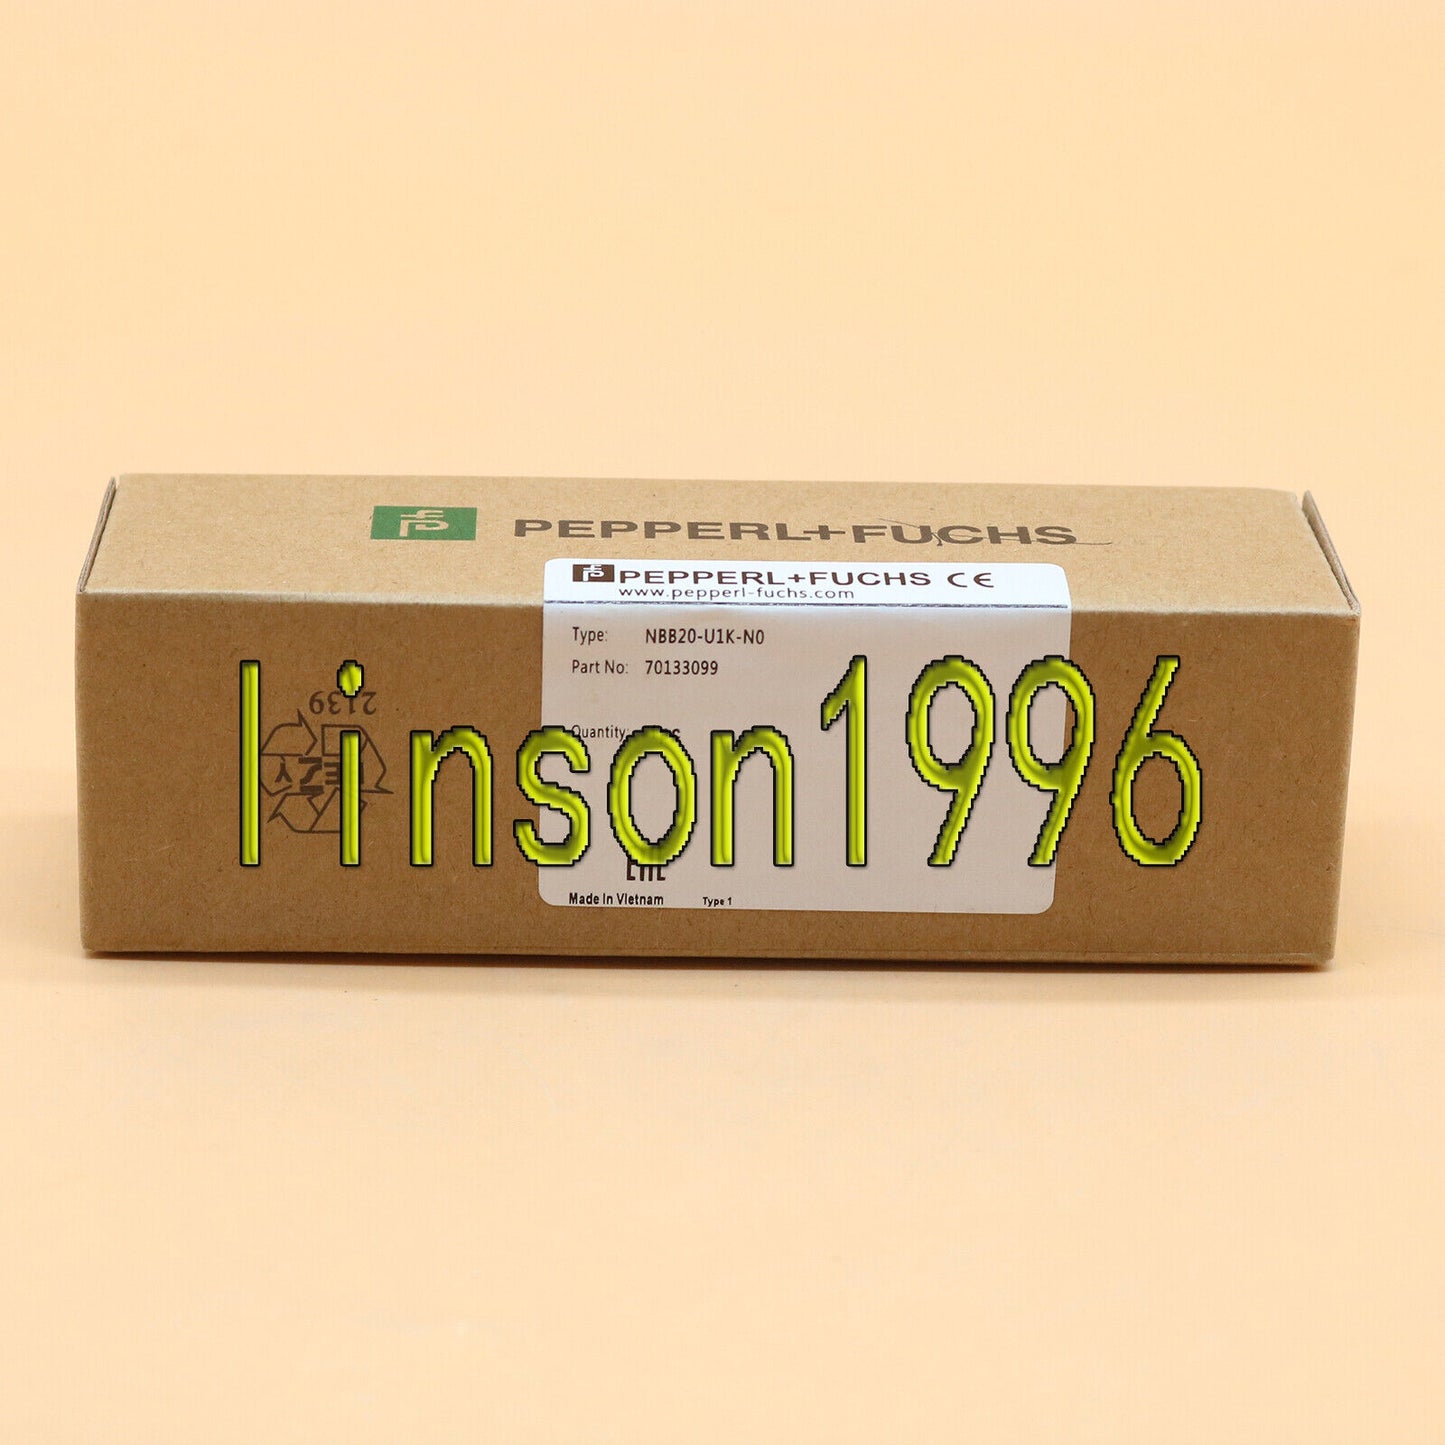 PEPPERL+FUCHS
PEPPERL+FUCHS CE
www.pepperl-fuchs.com
Type: NBB20-U1K-N0
Part No: 70133099
2139
Quantity:
linson1996
Made In Vietnam Type 1